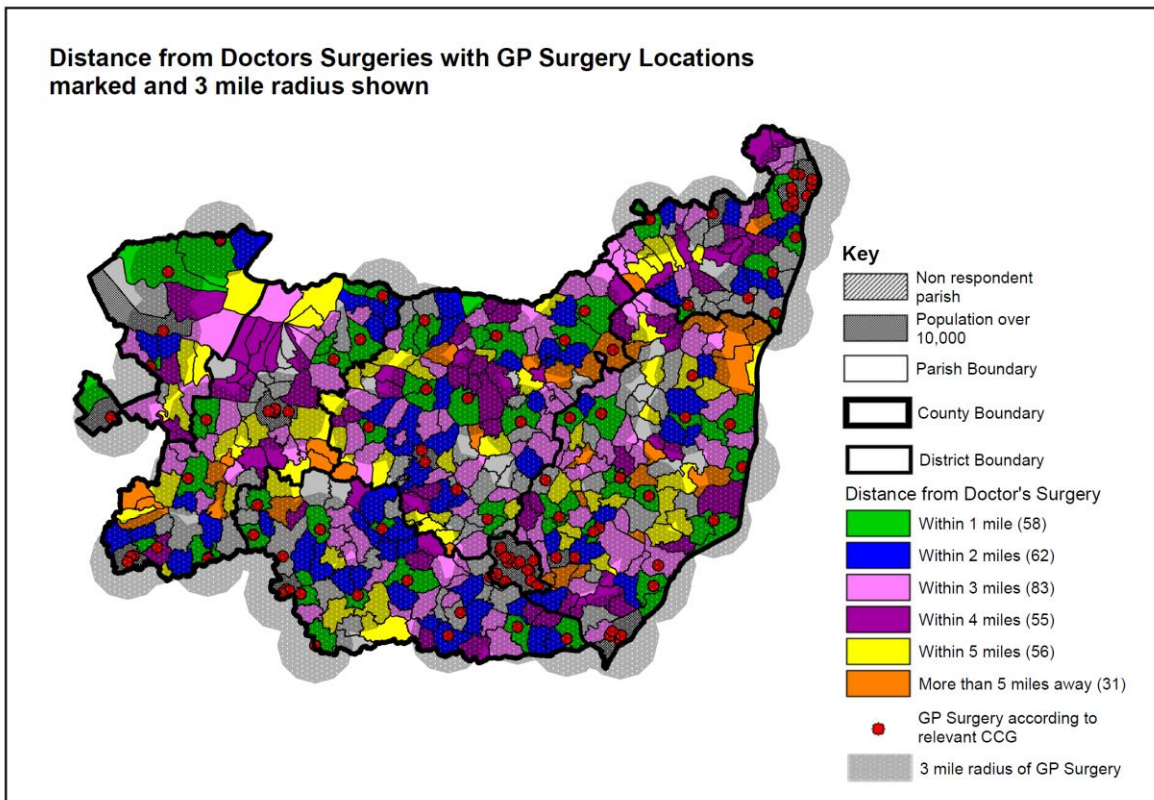 Distance from Doctors Surgeries with GP Surgery Locations
marked and 3 mile radius shown
Key
Non respondent
parish
Population over
10,000
Parish Boundary
County Boundary
District Boundary
Distance from Doctor's Surgery
Within 1 mile (58)
Within 2 miles (62)
Within 3 miles (83)
Within 4 miles (55)
Within 5 miles (56)
More than 5 miles away (31)
GP Surgery according to
relevant CCG
3 mile radius of GP Surgery